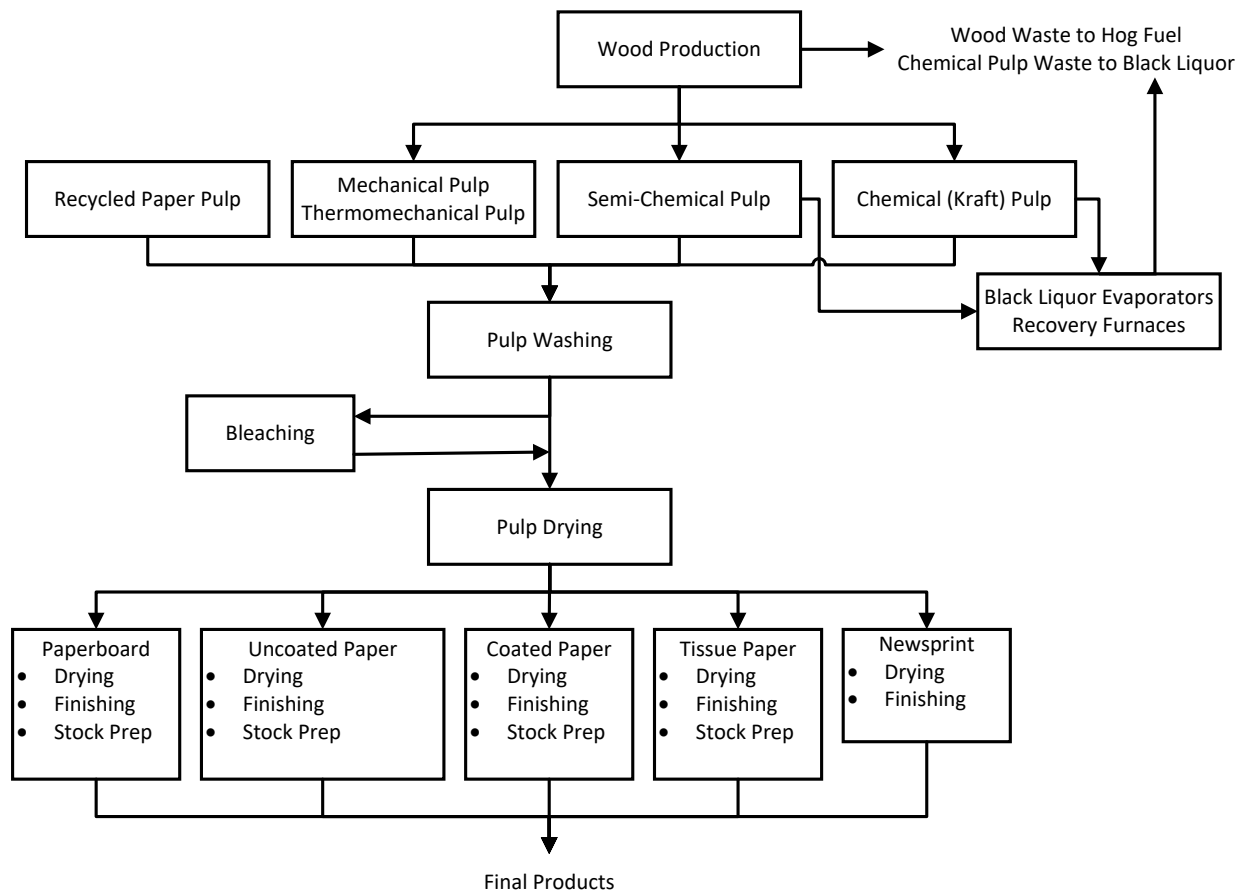 Wood Production
Wood Waste to Hog Fuel
Chemical Pulp Waste to Black Liquor
Recycled Paper Pulp
Mechanical Pulp
Thermomechanical Pulp
Semi-Chemical Pulp
Chemical (Kraft) Pulp
Black Liquor Evaporators
Recovery Furnaces
Pulp Washing
Bleaching
Pulp Drying
Paperboard
• Drying
• Finishing
• Stock Prep
Uncoated Paper
• Drying
• Finishing
• Stock Prep
Coated Paper
• Drying
• Finishing
• Stock Prep
Tissue Paper
• Drying
• Finishing
• Stock Prep
Newsprint
• Drying
• Finishing
Final Products